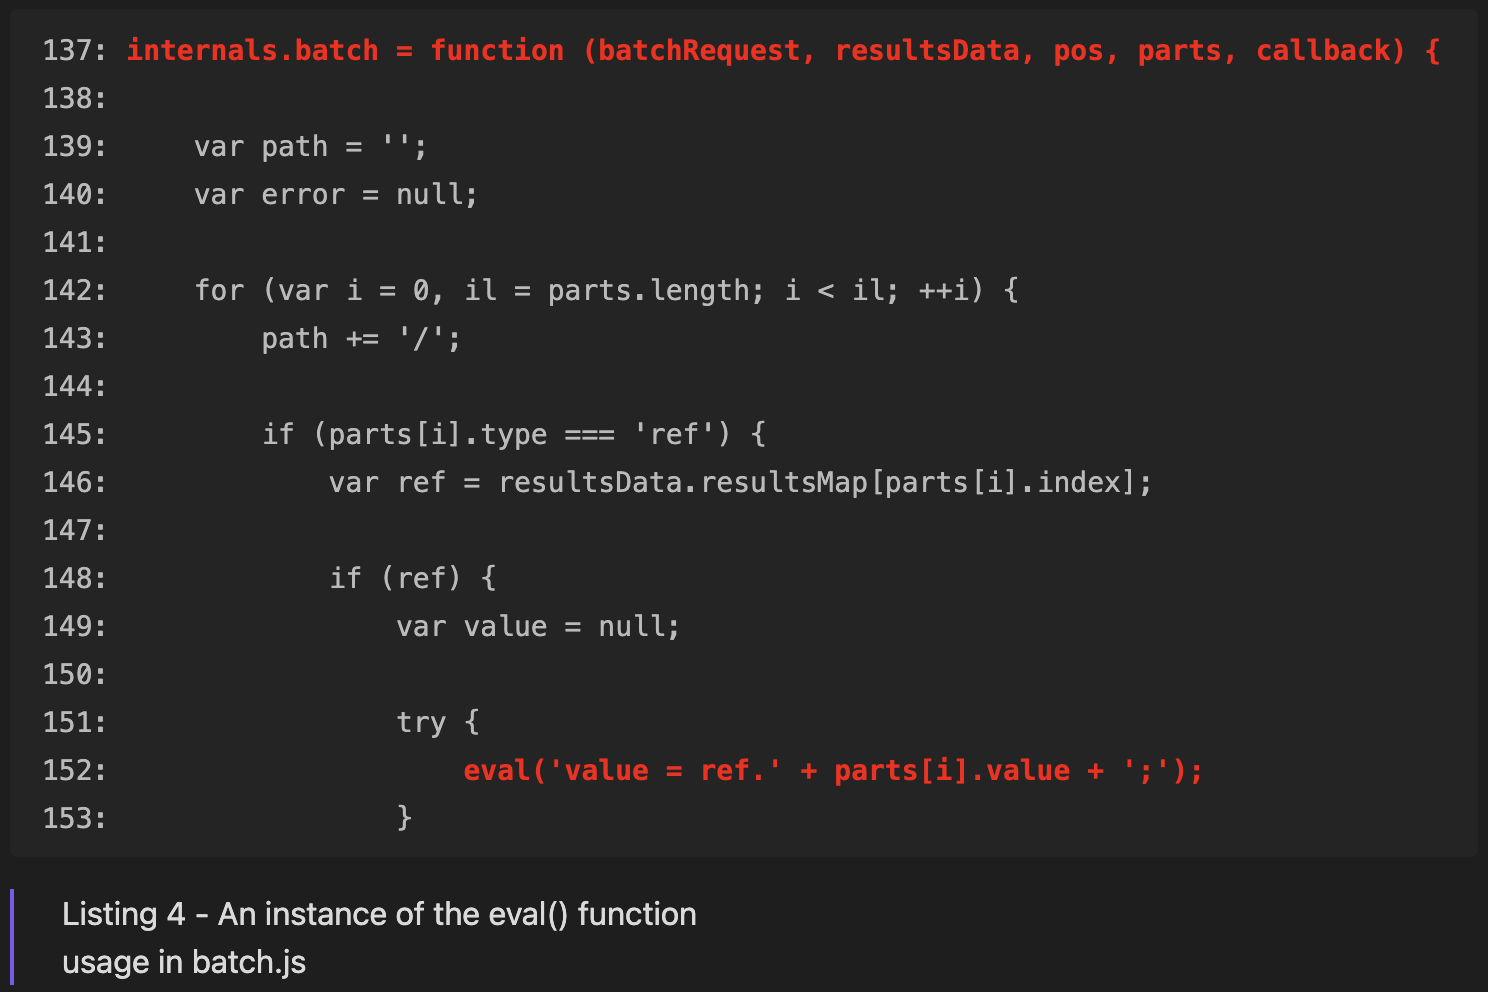 137: internals.batch = function (batchRequest, resultsData, pos, parts, callback) {
138:
139:     var path = '';
140:     var error = null;
141:
142:     for (var i = 0, il = parts.length; i < il; ++i) {
143:         path += '/';
144:
145:         if (parts[i].type === 'ref') {
146:             var ref = resultsData.resultsMap[parts[i].index];
147:
148:             if (ref) {
149:                 var value = null;
150:
151:                 try {
152:                     eval('value = ref.' + parts[i].value + ';');
153:                 }
Listing 4 - An instance of the eval() function
usage in batch.js